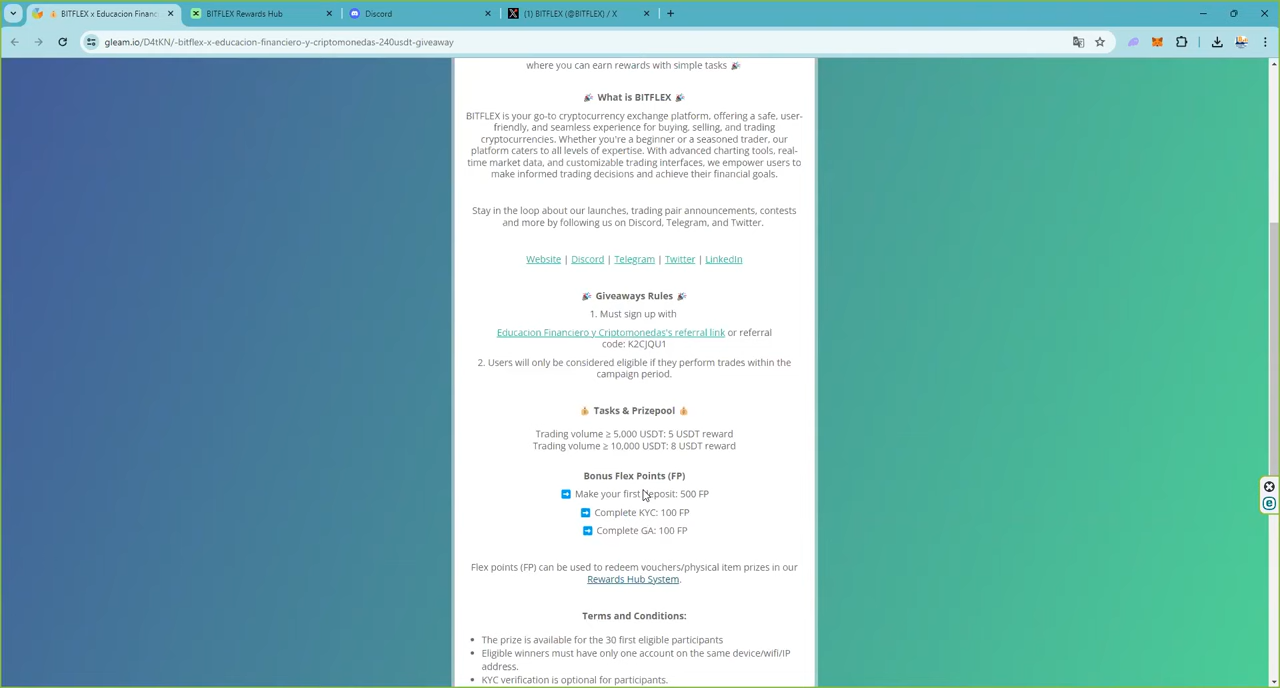 BITFLEX x Educacion Financ
BITFLEX Rewards Hub
Discord
(1) BITFLEX (@BITFLEX) / X
gleam.io/D4tKN/-bitflex-x-educacion-financiero-y-criptomonedas-240usdt-giveaway
where you can earn rewards with simple tasks 🎉
🎉 What is BITFLEX 🎉
BITFLEX is your go-to cryptocurrency exchange platform, offering a safe, user-
friendly, and seamless experience for buying, selling, and trading
cryptocurrencies. Whether you're a beginner or a seasoned trader, our
platform caters to all levels of expertise. With advanced charting tools, real-
time market data, and customizable trading interfaces, we empower users to
make informed trading decisions and achieve their financial goals.
Stay in the loop about our launches, trading pair announcements, contests
and more by following us on Discord, Telegram, and Twitter.
Website | Discord | Telegram | Twitter | LinkedIn
🎉 Giveaways Rules 🎉
1. Must sign up with
Educacion Financiero y Criptomonedas's referral link or referral
code: K2CJQU1
2. Users will only be considered eligible if they perform trades within the
campaign period.
💰 Tasks & Prizepool 💰
Trading volume ≥ 5,000 USDT: 5 USDT reward
Trading volume ≥ 10,000 USDT: 8 USDT reward
Bonus Flex Points (FP)
➡️ Make your first deposit: 500 FP
➡️ Complete KYC: 100 FP
➡️ Complete GA: 100 FP
Flex points (FP) can be used to redeem vouchers/physical item prizes in our
Rewards Hub System.
Terms and Conditions:
• The prize is available for the 30 first eligible participants
• Eligible winners must have only one account on the same device/wifi/IP
address.
• KYC verification is optional for participants.